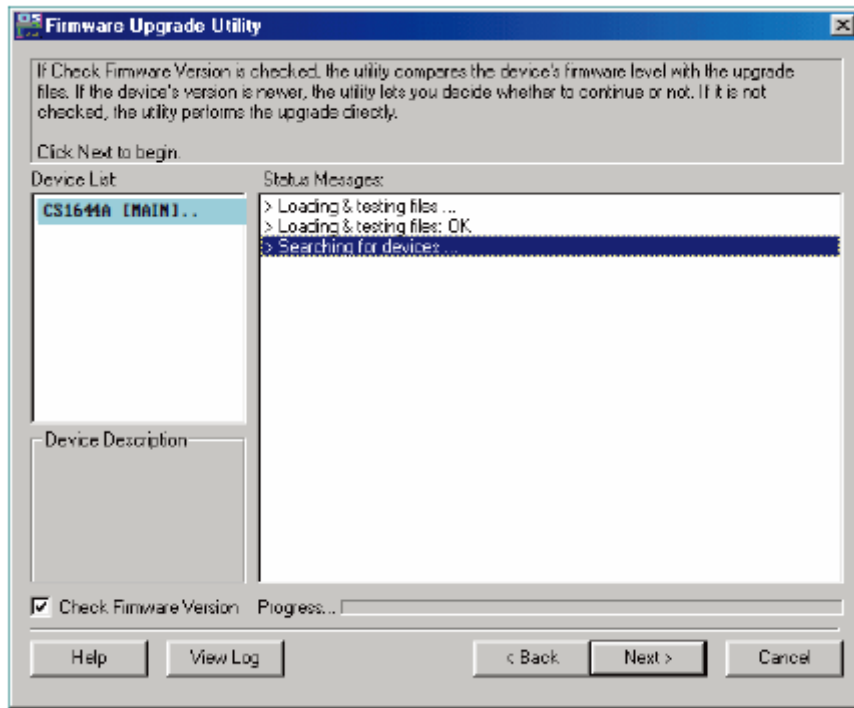 Firmware Upgrade Utility
If Check Firmware Version is checked, the utility compares the device's firmware level with the upgrade
files. If the device's version is newer, the utility lets you decide whether to continue or not. If it is not
checked, the utility performs the upgrade directly.
Click Next to begin.
Device List:
Status Messges:
CS1644A [MAIN]..
> Loading & testing files ...
> Loading & testing files: OK
> Searching for devices ...
Device Description
Check Firmware Version
Progress...
Help
View Log
< Back
Next >
Cancel